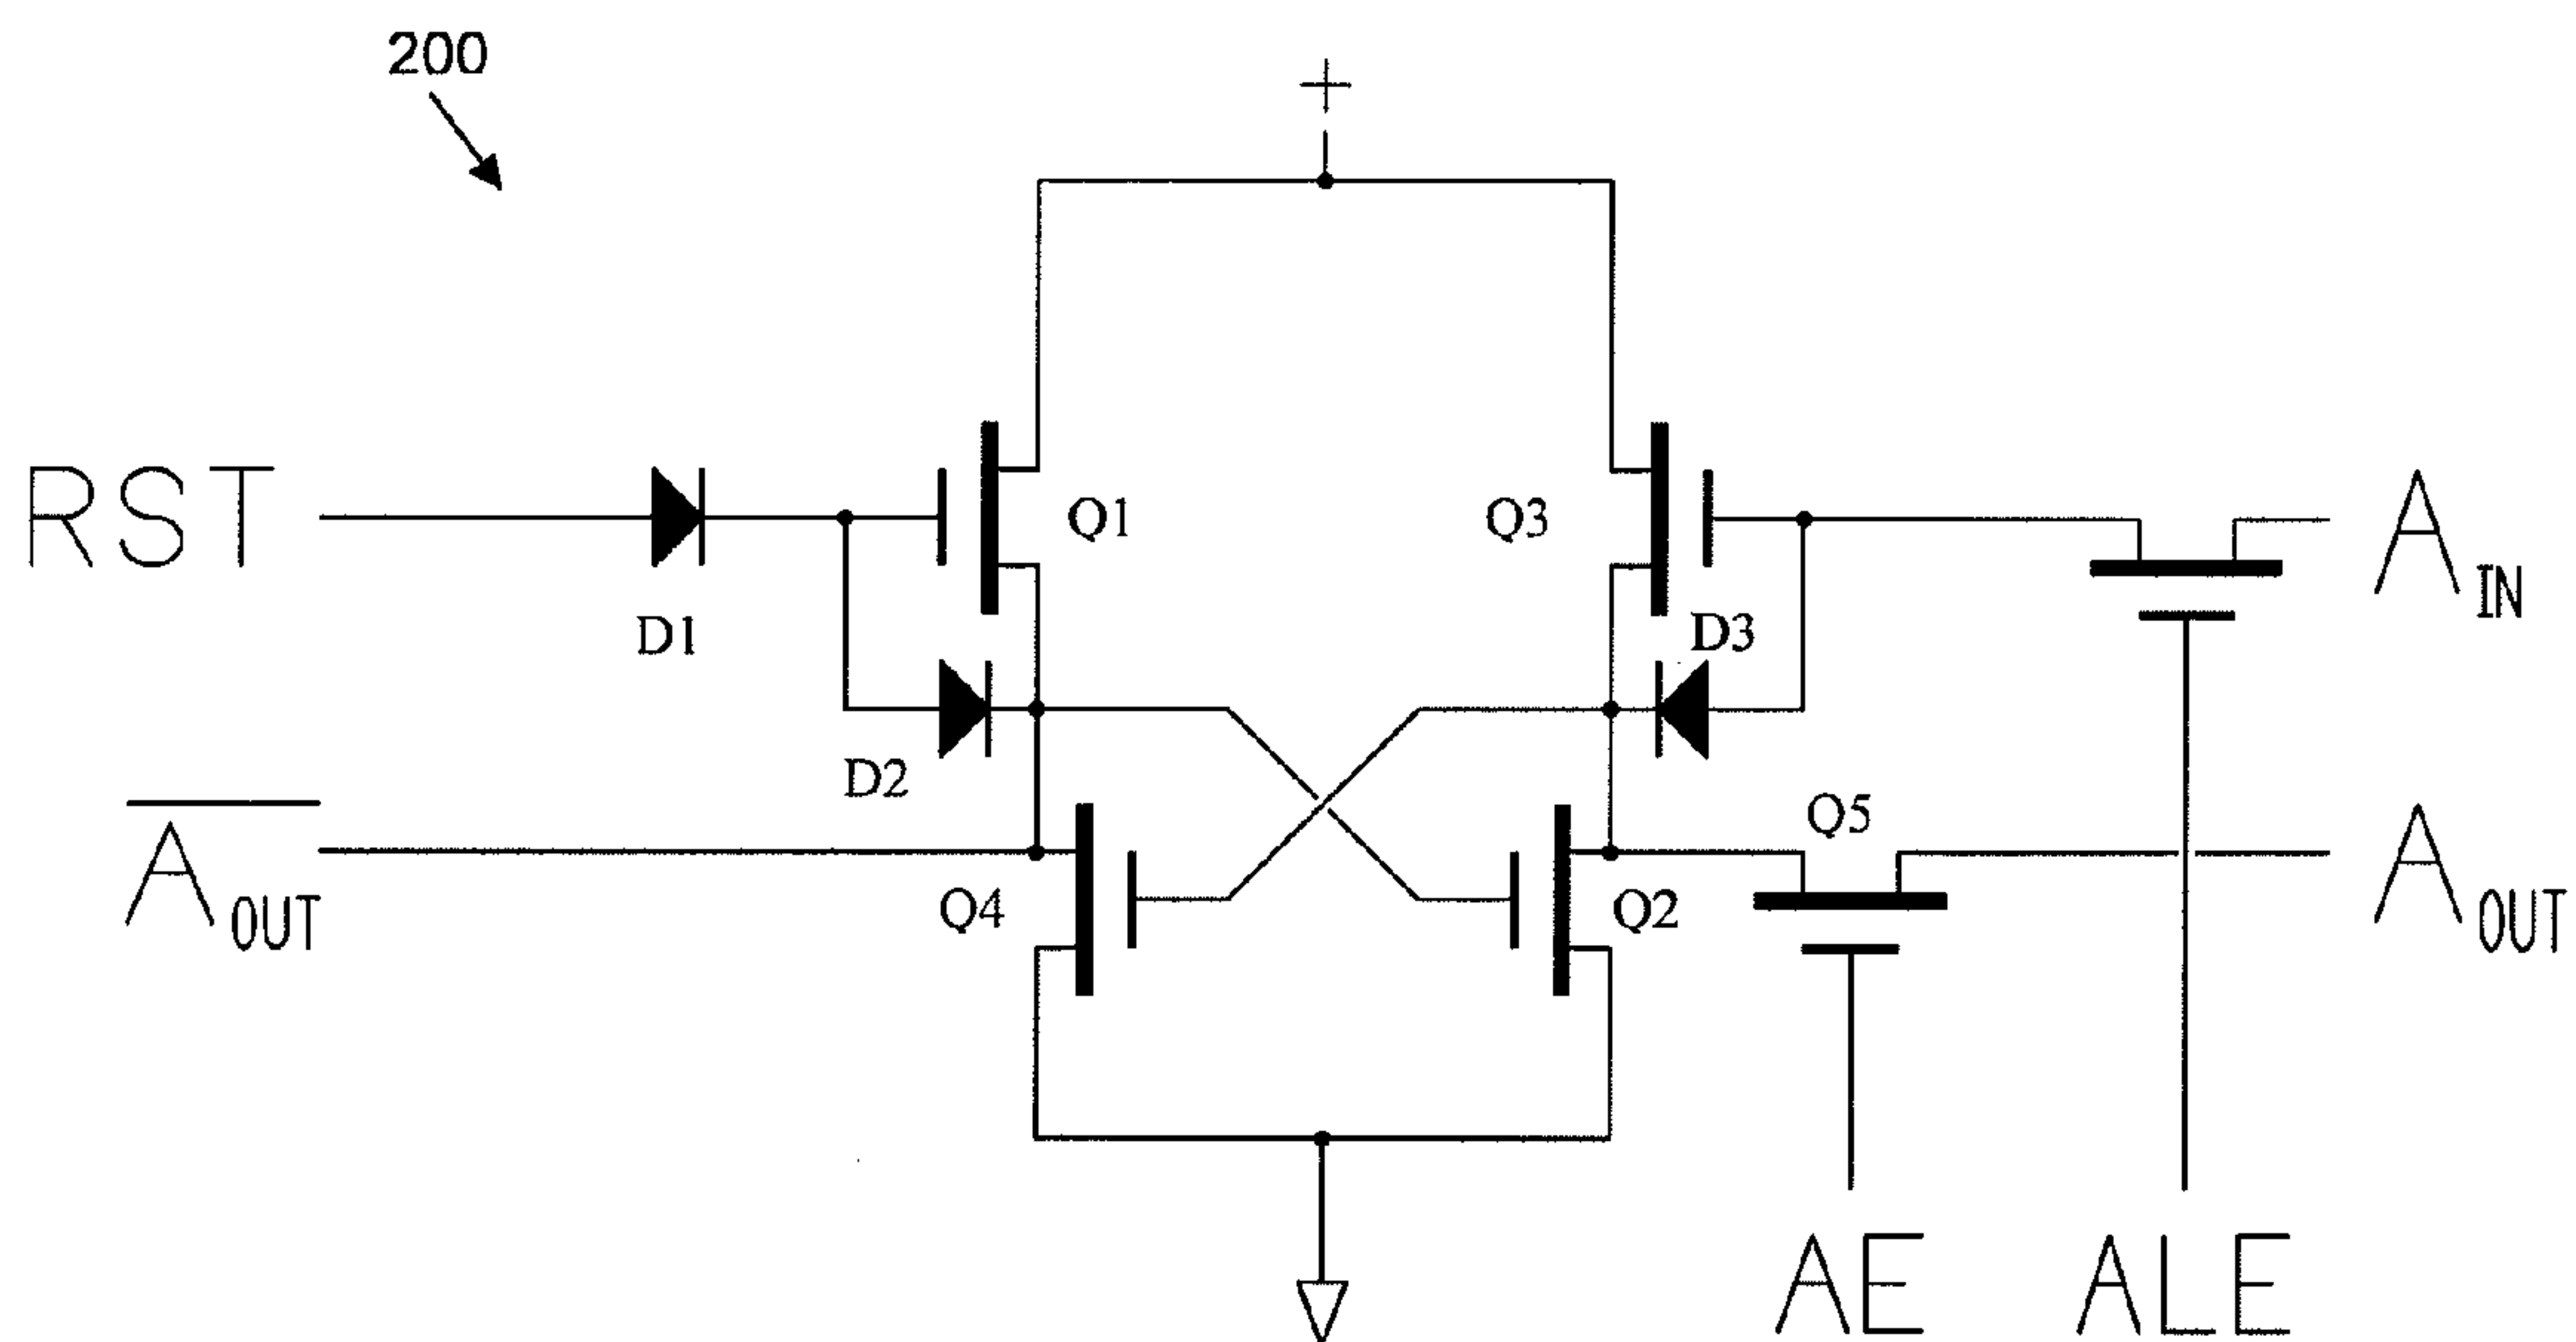 200
+
RST
Q1
Q3
A IN
D1
D3
D2
Q5
A̅ OUT
Q4
Q2
A OUT
AE
ALE